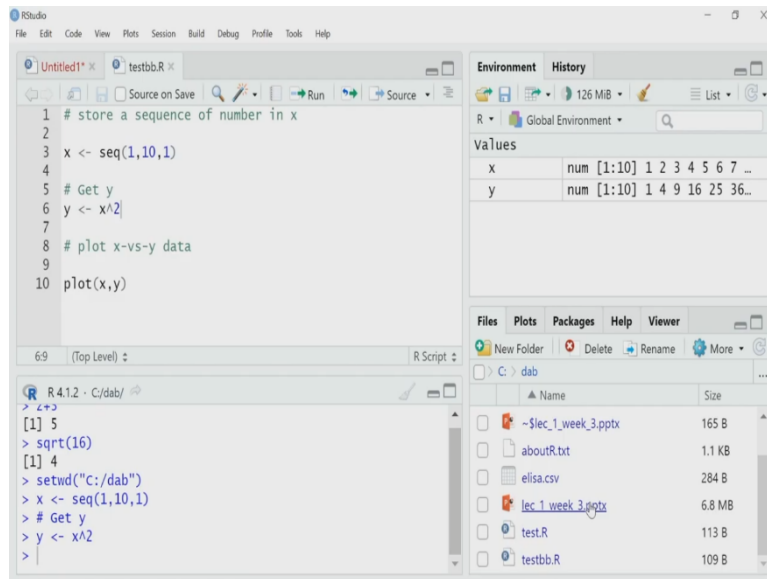 RStudio
File Edit Code View Plots Session Build Debug Profile Tools Help
Untitled1* × testbb.R ×
Source on Save Run Source
1 # store a sequence of number in x
2
3 x <- seq(1,10,1)
4
5 # Get y
6 y <- x^2
7
8 # plot x-vs-y data
9
10 plot(x,y)
6:9 (Top Level) R Script
R 4.1.2 · C:/dab/
> 2+3
[1] 5
> sqrt(16)
[1] 4
> setwd("C:/dab")
> x <- seq(1,10,1)
> # Get y
> y <- x^2
>
Environment History
126 MiB List
R Global Environment
Values
x num [1:10] 1 2 3 4 5 6 7 ...
y num [1:10] 1 4 9 16 25 36...
Files Plots Packages Help Viewer
New Folder Delete Rename More
C: > dab
Name Size
~$lec_1_week_3.pptx 165 B
aboutR.txt 1.1 KB
elisa.csv 284 B
lec_1_week_3.pptx 6.8 MB
test.R 113 B
testbb.R 109 B